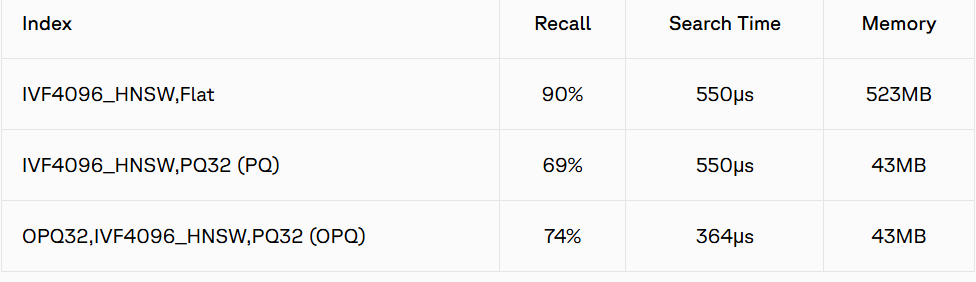 Index Recall Search Time Memory
IVF4096_HNSW,Flat 90% 550µs 523MB
IVF4096_HNSW,PQ32 (PQ) 69% 550µs 43MB
OPQ32,IVF4096_HNSW,PQ32 (OPQ) 74% 364µs 43MB